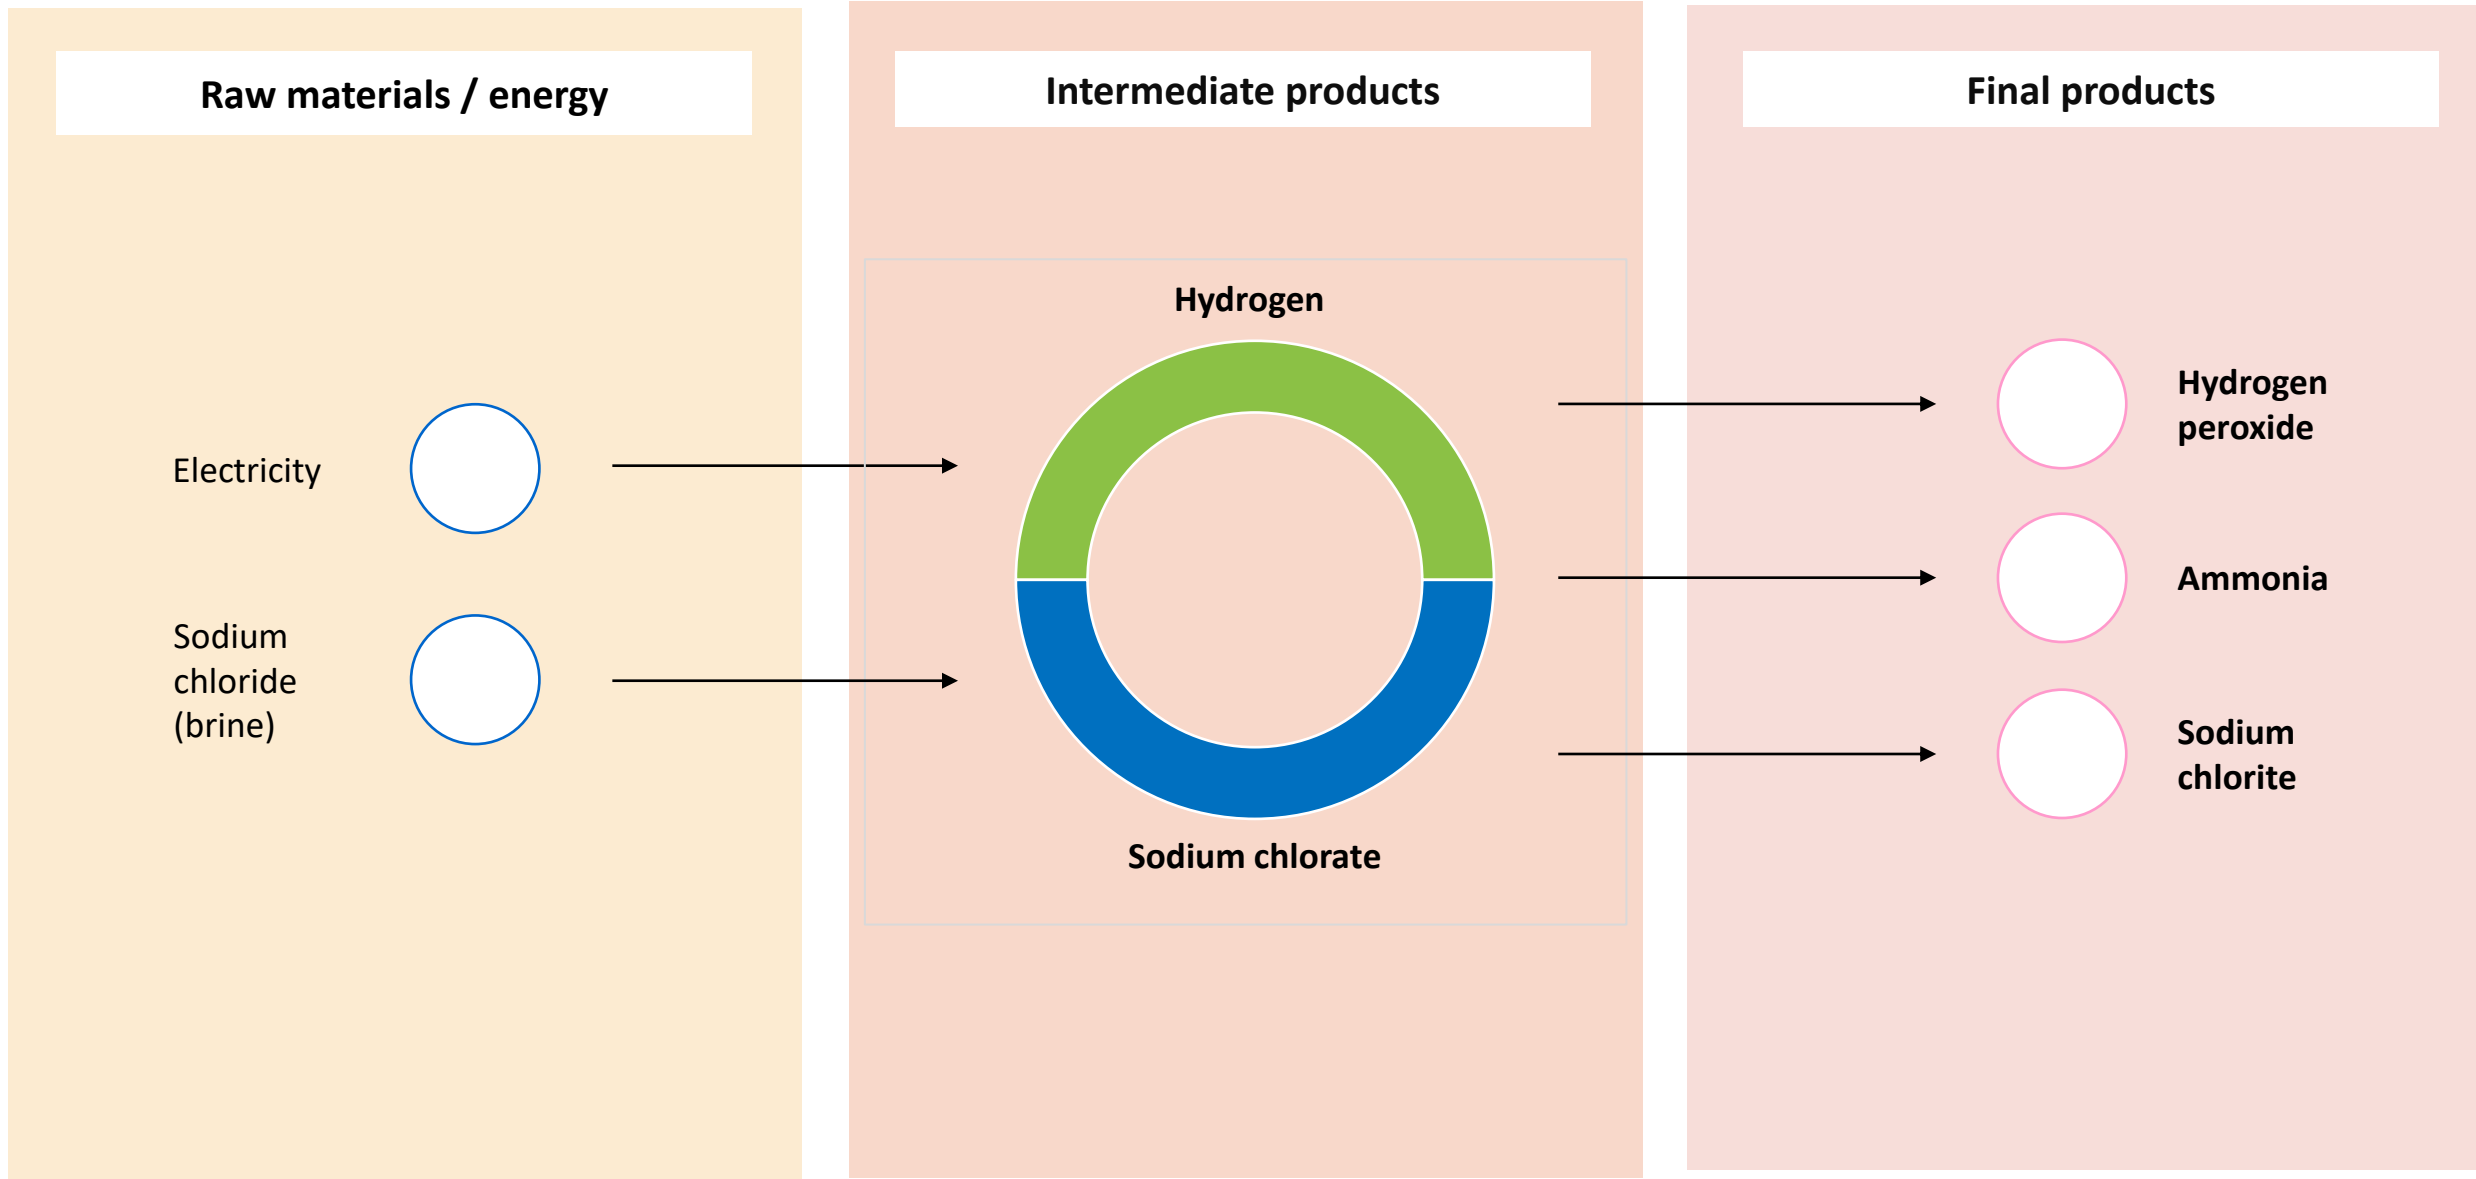 Raw materials / energy
Intermediate products
Final products
Electricity
Sodium
chloride
(brine)
Hydrogen
Sodium chlorate
Hydrogen
peroxide
Ammonia
Sodium
chlorite